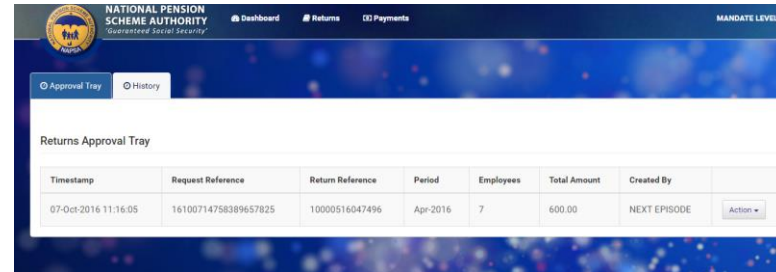 NATIONAL PENSION
SCHEME AUTHORITY
"Guaranteed Social Security"
NAPSA
Dashboard
Returns
Payments
MANDATE LEVEL
Approval Tray
History
Returns Approval Tray
Timestamp Request Reference Return Reference Period Employees Total Amount Created By
07-Oct-2016 11:16:05 16100714758389657825 10000516047496 Apr-2016 7 600.00 NEXT EPISODE Action